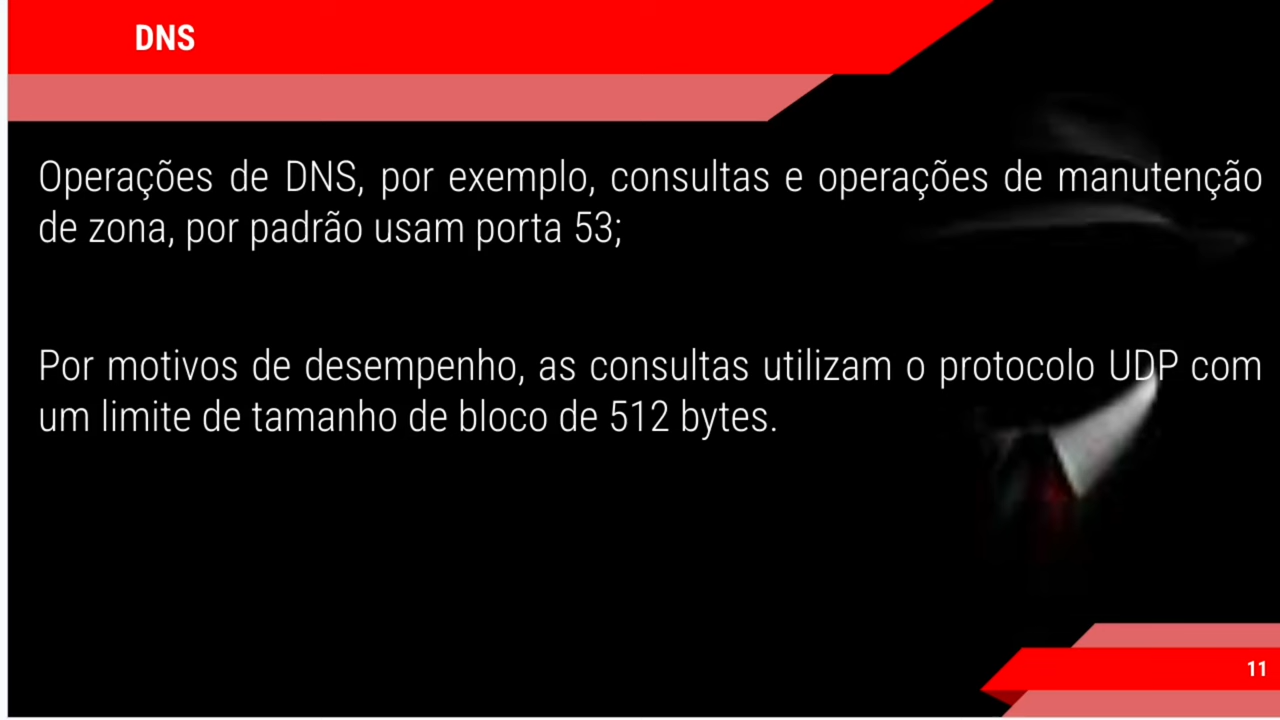 DNS
Operações de DNS, por exemplo, consultas e operações de manutenção
de zona, por padrão usam porta 53;
Por motivos de desempenho, as consultas utilizam o protocolo UDP com
um limite de tamanho de bloco de 512 bytes.
11